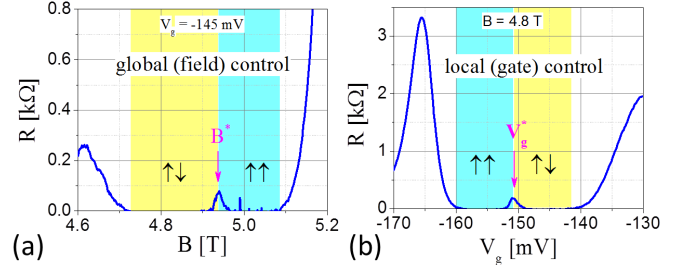 V_g = -145 mV
global (field) control
B*
↑↓
↑↑
R [kΩ]
0.8
0.6
0.4
0.2
0.0
4.6
4.8
5.0
5.2
B [T]
(a)
B = 4.8 T
local (gate) control
V_g*
↑↑
↑↓
R [kΩ]
3
2
1
0
-170
-160
-150
-140
-130
V_g [mV]
(b)